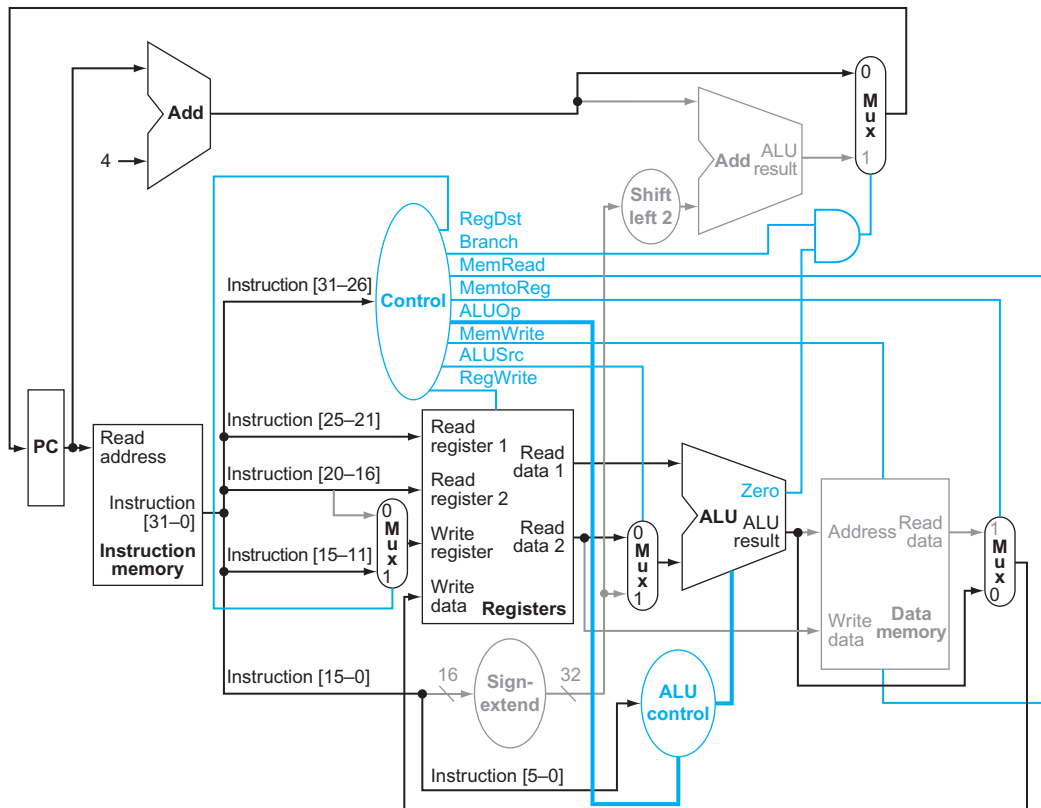 0
M
u
x
1
Add
4
Add
ALU
result
Shift
left 2
RegDst
Branch
MemRead
MemtoReg
ALUOp
MemWrite
ALUSrc
RegWrite
Control
Instruction [31–26]
PC
Read
address
Instruction
[31–0]
Instruction
memory
Instruction [25–21]
Instruction [20–16]
Instruction [15–11]
0
M
u
x
1
Read
register 1
Read
register 2
Write
register
Write
data
Read
data 1
Read
data 2
Registers
0
M
u
x
1
Zero
ALU
ALU
result
Address
Read
data
Write
data
Data
memory
1
M
u
x
0
Instruction [15–0]
16
Sign-
extend
32
ALU
control
Instruction [5–0]